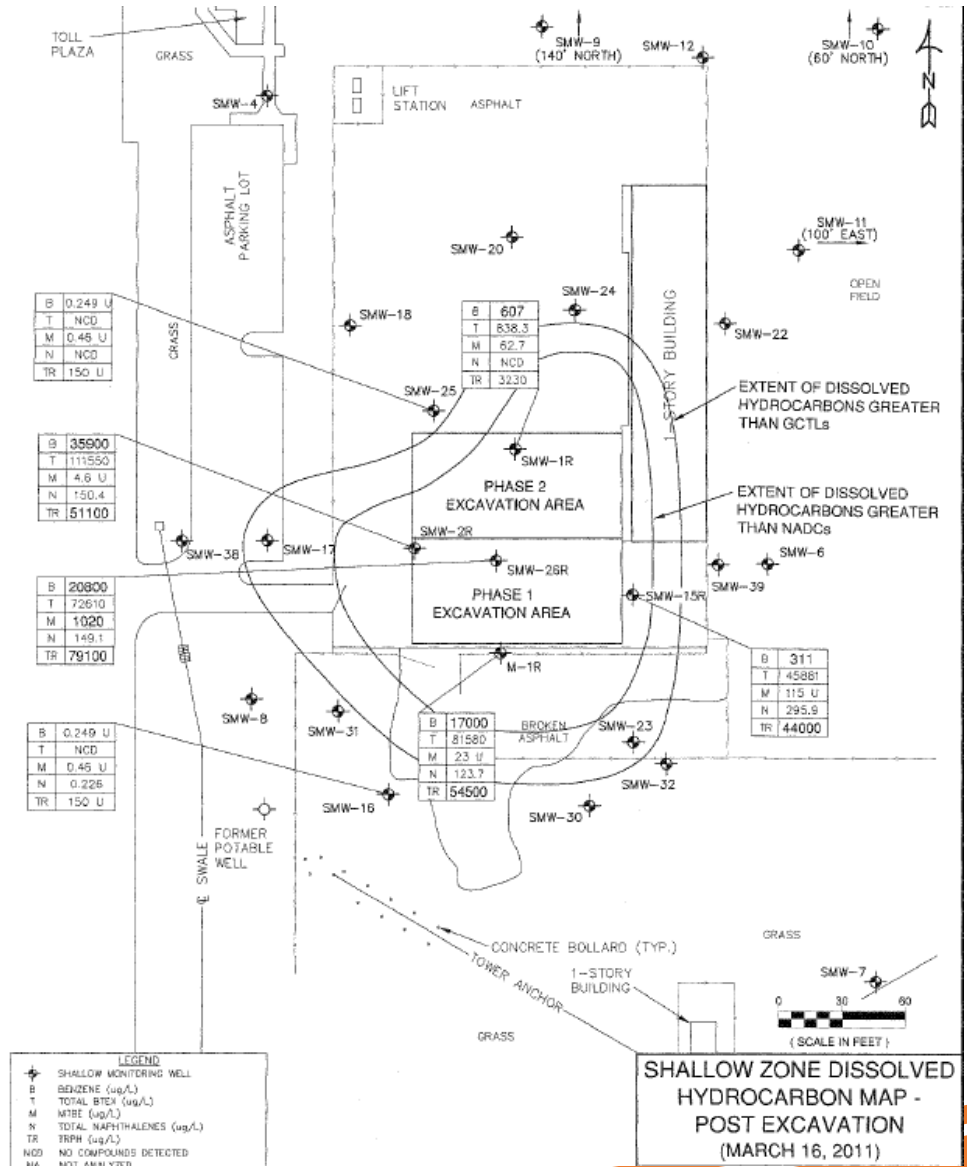 TOLL
PLAZA
GRASS
SMW-4
LIFT
STATION
ASPHALT
SMW-9
(140' NORTH)
SMW-12
SMW-10
(60' NORTH)
N
ASPHALT
PARKING LOT
SMW-20
SMW-11
(100' EAST)
OPEN
FIELD
B 0.249 U
T NCD
M 0.46 U
N NCD
TR 150 U
GRASS
SMW-18
B 607
T 838.3
M 62.7
N NCD
TR 3230
SMW-24
1-STORY BUILDING
SMW-22
SMW-25
EXTENT OF DISSOLVED
HYDROCARBONS GREATER
THAN GCTLs
B 35900
T 111550
M 4.6 U
N 150.4
TR 51100
SMW-1R
PHASE 2
EXCAVATION AREA
EXTENT OF DISSOLVED
HYDROCARBONS GREATER
THAN NADCs
SMW-38
SMW-17
SMW-2R
SMW-26R
SMW-6
SMW-39
B 20800
T 72610
M 1020
N 149.1
TR 79100
PHASE 1
EXCAVATION AREA
SMW-15R
M-1R
B 311
T 45881
M 115 U
N 295.9
TR 44000
SMW-8
SMW-31
B 17000
T 81580
M 23 U
N 123.7
TR 54500
BROKEN
ASPHALT
SMW-23
B 0.249 U
T NCD
M 0.46 U
N 0.226
TR 150 U
SMW-32
SMW-16
SMW-30
FORMER
POTABLE
WELL
℄ SWALE
CONCRETE BOLLARD (TYP.)
TOWER ANCHOR
1-STORY
BUILDING
GRASS
SMW-7
GRASS
0 30 60
( SCALE IN FEET )
LEGEND
SHALLOW MONITORING WELL
B BENZENE (ug/L)
T TOTAL BTEX (ug/L)
M MTBE (ug/L)
N TOTAL NAPHTHALENES (ug/L)
TR TRPH (ug/L)
NCD NO COMPOUNDS DETECTED
NA NOT ANALYZED
SHALLOW ZONE DISSOLVED
HYDROCARBON MAP -
POST EXCAVATION
(MARCH 16, 2011)